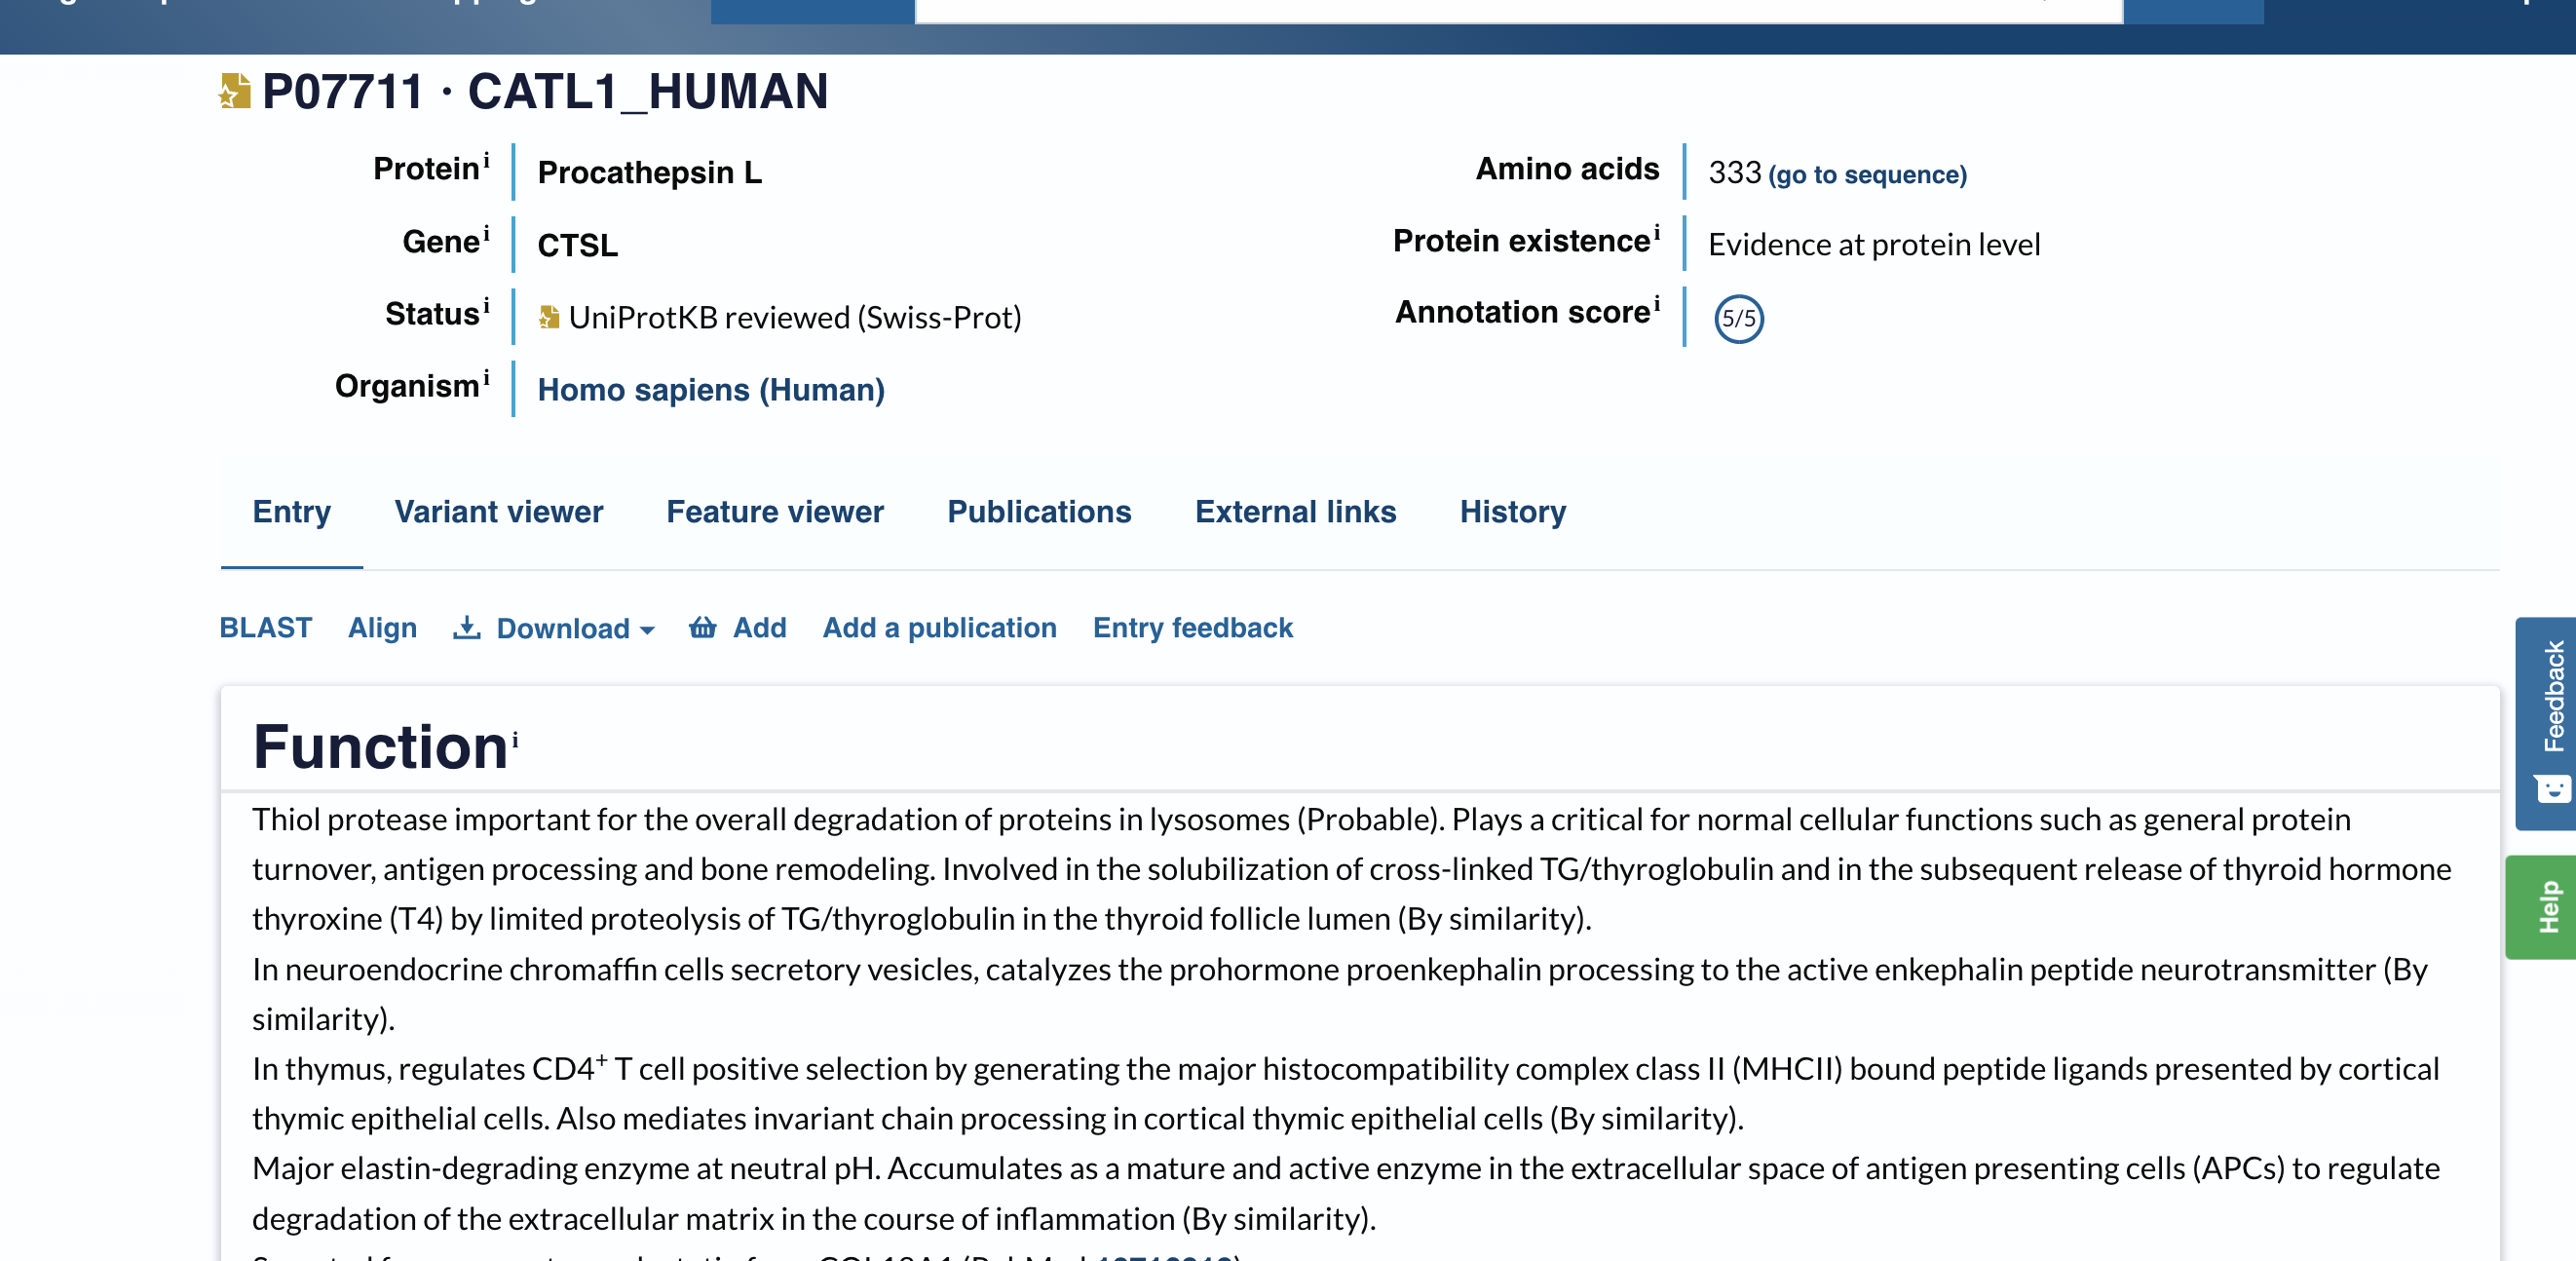 P07711 · CATL1_HUMAN
Protein i Procathepsin L
Amino acids 333 (go to sequence)
Gene i CTSL
Protein existence i Evidence at protein level
Status i UniProtKB reviewed (Swiss-Prot)
Annotation score i 5/5
Organism i Homo sapiens (Human)
Entry Variant viewer Feature viewer Publications External links History
BLAST Align Download Add Add a publication Entry feedback
Function i
Thiol protease important for the overall degradation of proteins in lysosomes (Probable). Plays a critical for normal cellular functions such as general protein
turnover, antigen processing and bone remodeling. Involved in the solubilization of cross-linked TG/thyroglobulin and in the subsequent release of thyroid hormone
thyroxine (T4) by limited proteolysis of TG/thyroglobulin in the thyroid follicle lumen (By similarity).
In neuroendocrine chromaffin cells secretory vesicles, catalyzes the prohormone proenkephalin processing to the active enkephalin peptide neurotransmitter (By
similarity).
In thymus, regulates CD4+ T cell positive selection by generating the major histocompatibility complex class II (MHCII) bound peptide ligands presented by cortical
thymic epithelial cells. Also mediates invariant chain processing in cortical thymic epithelial cells (By similarity).
Major elastin-degrading enzyme at neutral pH. Accumulates as a mature and active enzyme in the extracellular space of antigen presenting cells (APCs) to regulate
degradation of the extracellular matrix in the course of inflammation (By similarity).
Feedback
Help